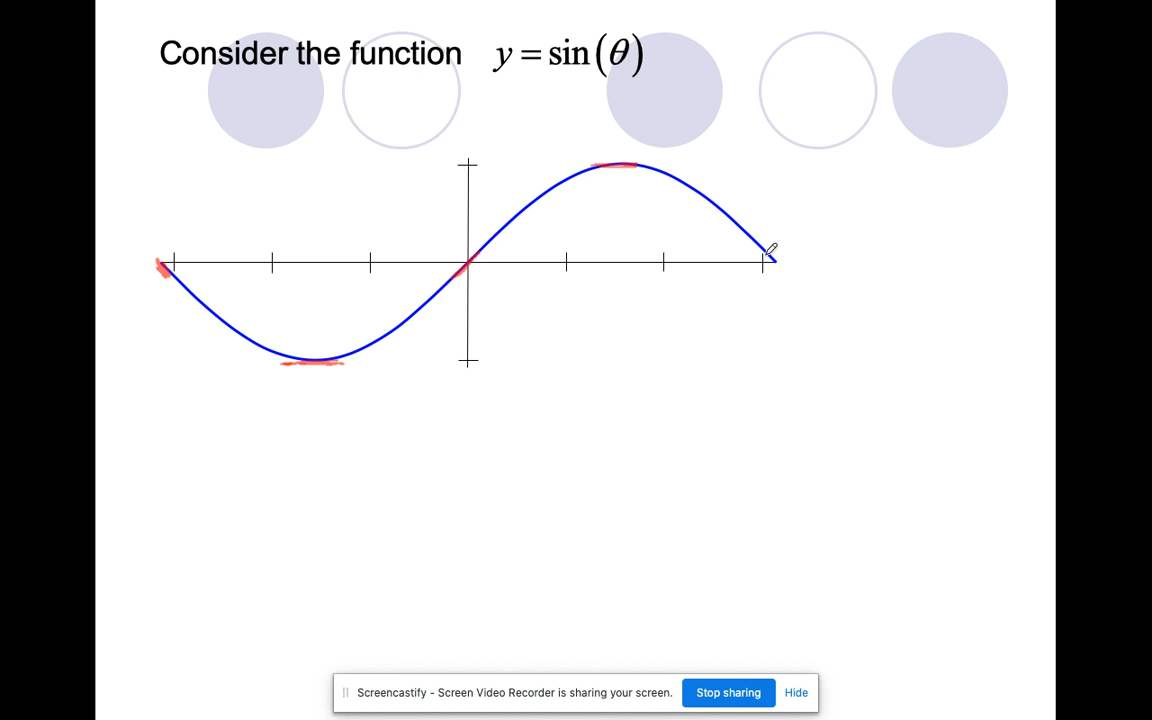 Consider the function y = sin(θ)
Screencastify - Screen Video Recorder is sharing your screen. Stop sharing Hide